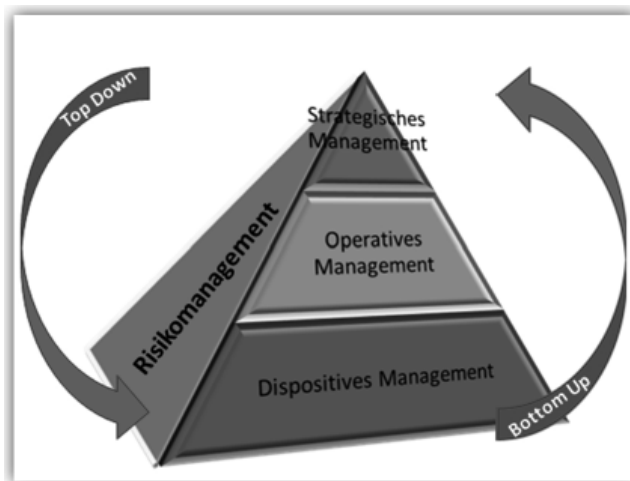 Top Down
Strategisches
Management
Operatives
Management
Risikomanagement
Dispositives Management
Bottom Up